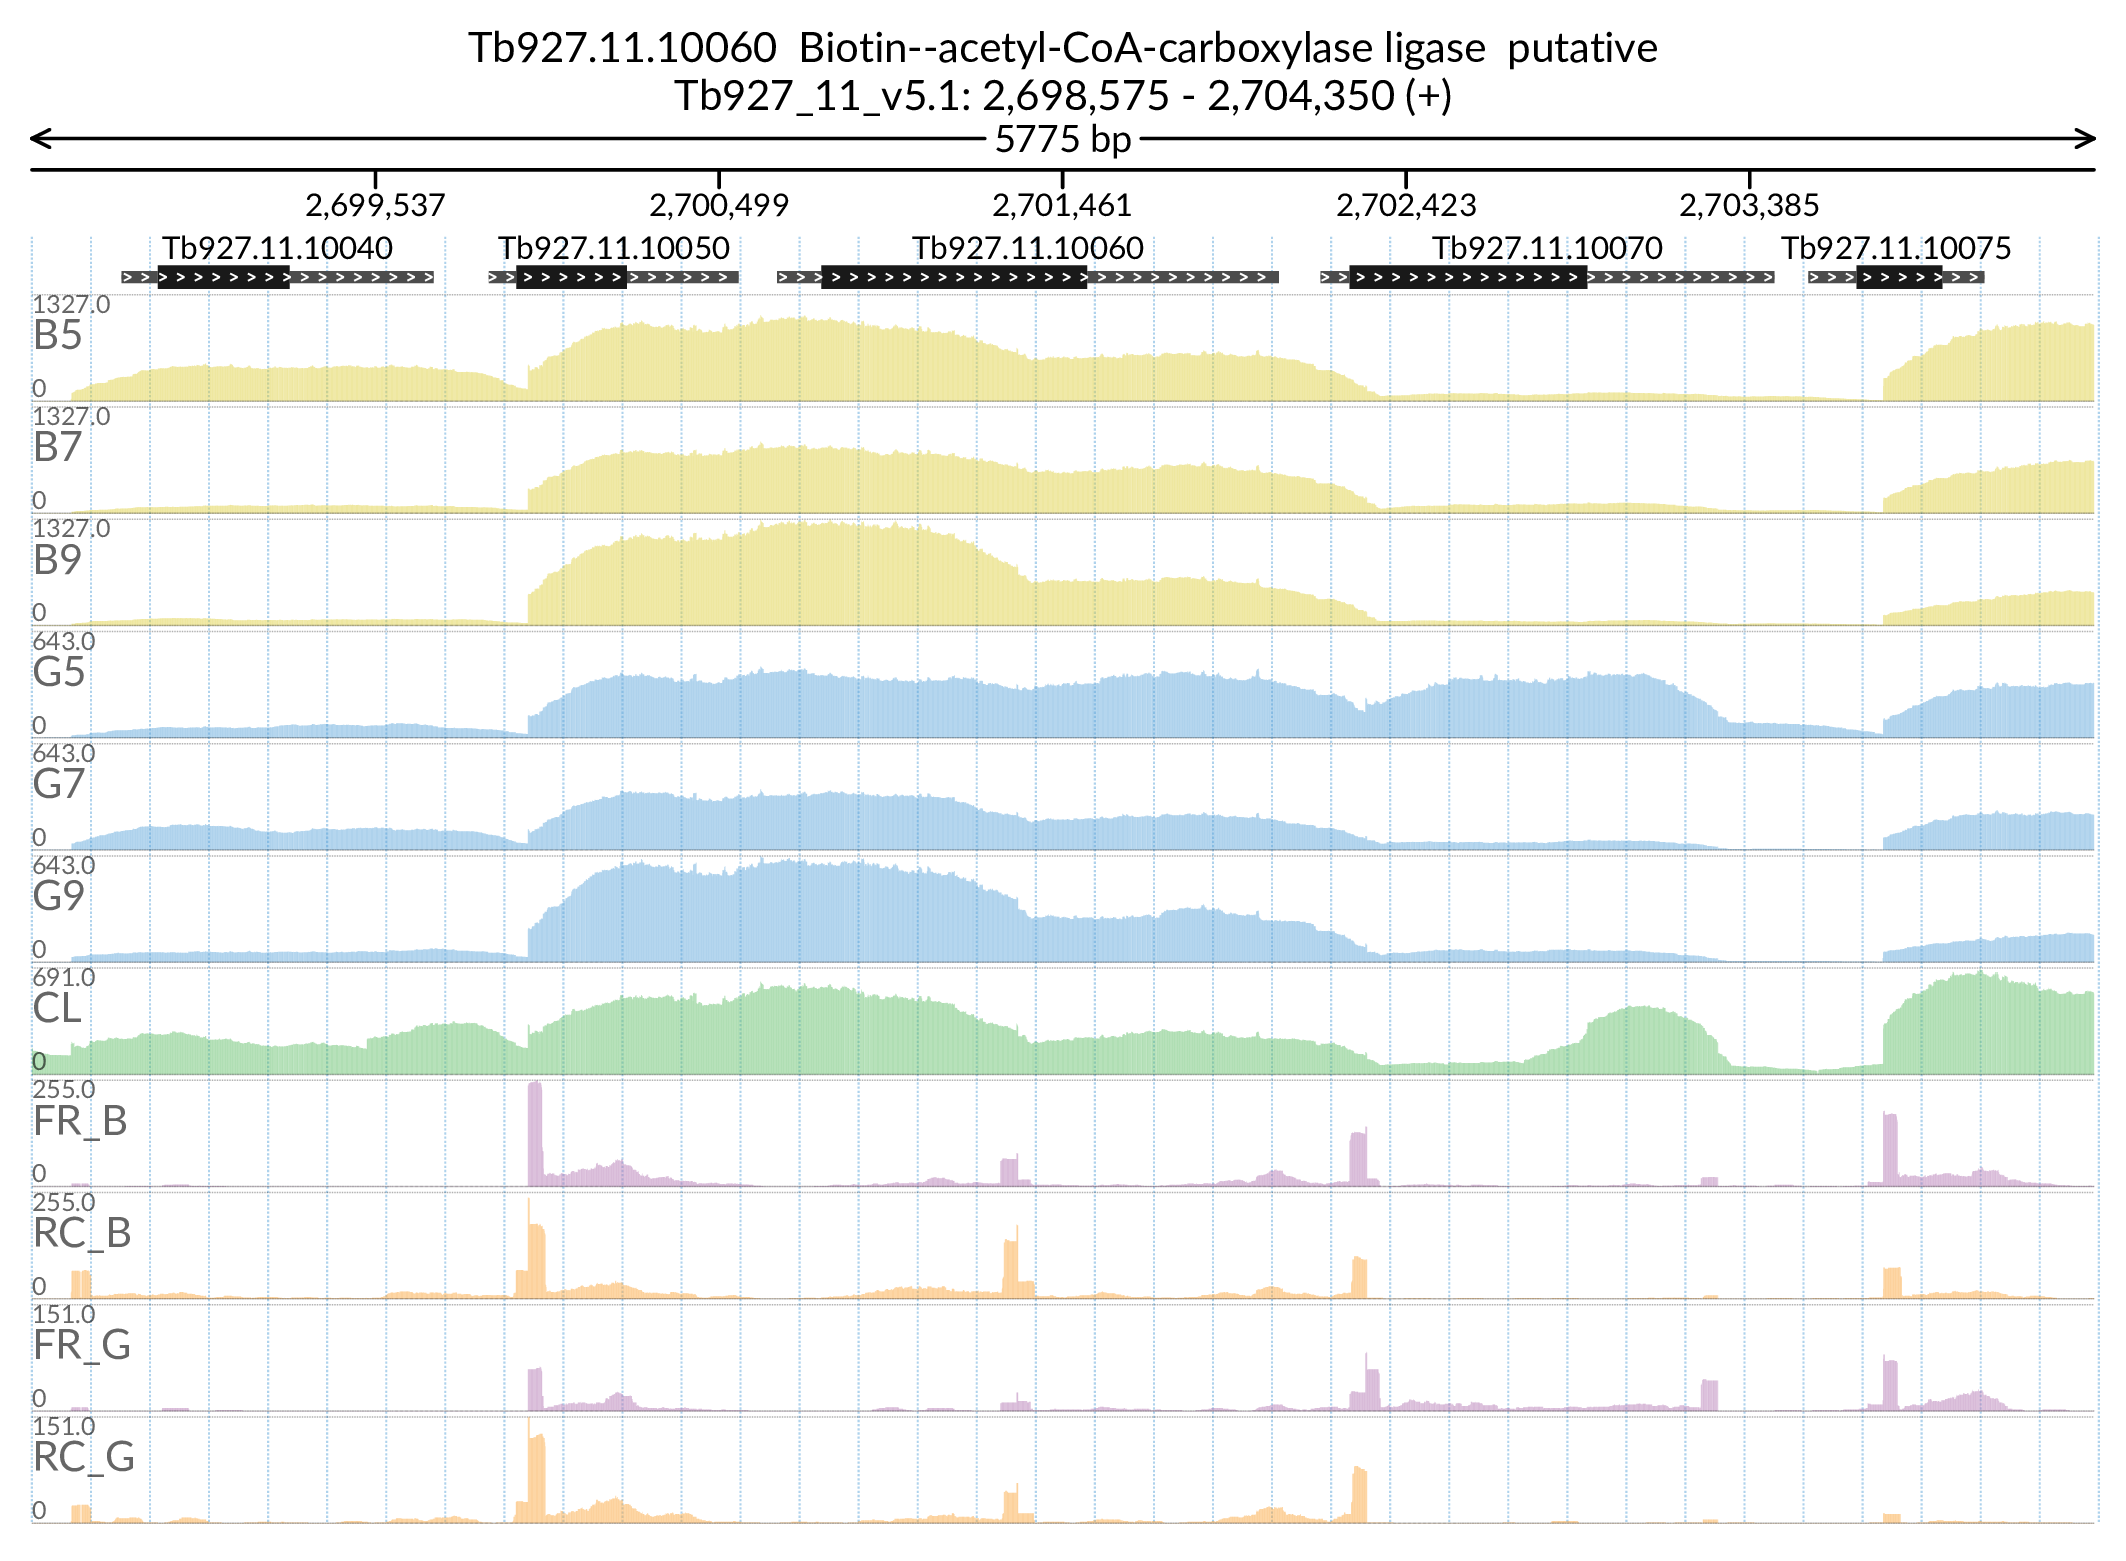 Tb927.11.10060  Biotin--acetyl-CoA-carboxylase ligase  putative
Tb927_11_v5.1: 2,698,575 - 2,704,350 (+)
5775 bp
2,699,537 2,700,499 2,701,461 2,702,423 2,703,385
Tb927.11.10040 Tb927.11.10050 Tb927.11.10060 Tb927.11.10070 Tb927.11.10075
1327.0
B5
0
1327.0
B7
0
1327.0
B9
0
643.0
G5
0
643.0
G7
0
643.0
G9
0
691.0
CL
0
255.0
FR_B
0
255.0
RC_B
0
151.0
FR_G
0
151.0
RC_G
0